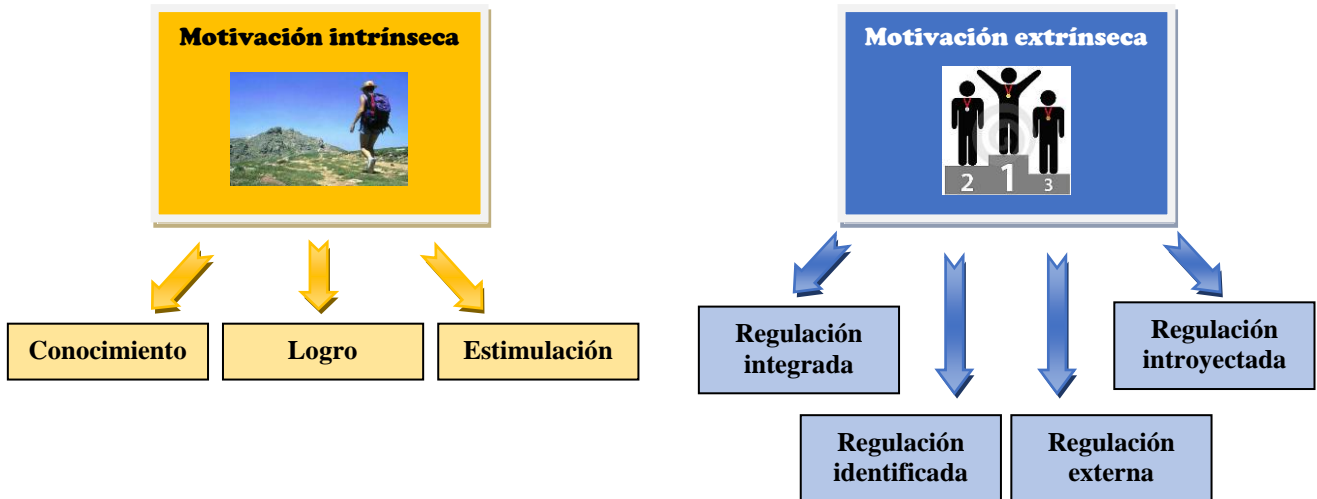 Motivación intrínseca
Motivación extrínseca
2
1
3
Conocimiento
Logro
Estimulación
Regulación
integrada
Regulación
introyectada
Regulación
identificada
Regulación
externa